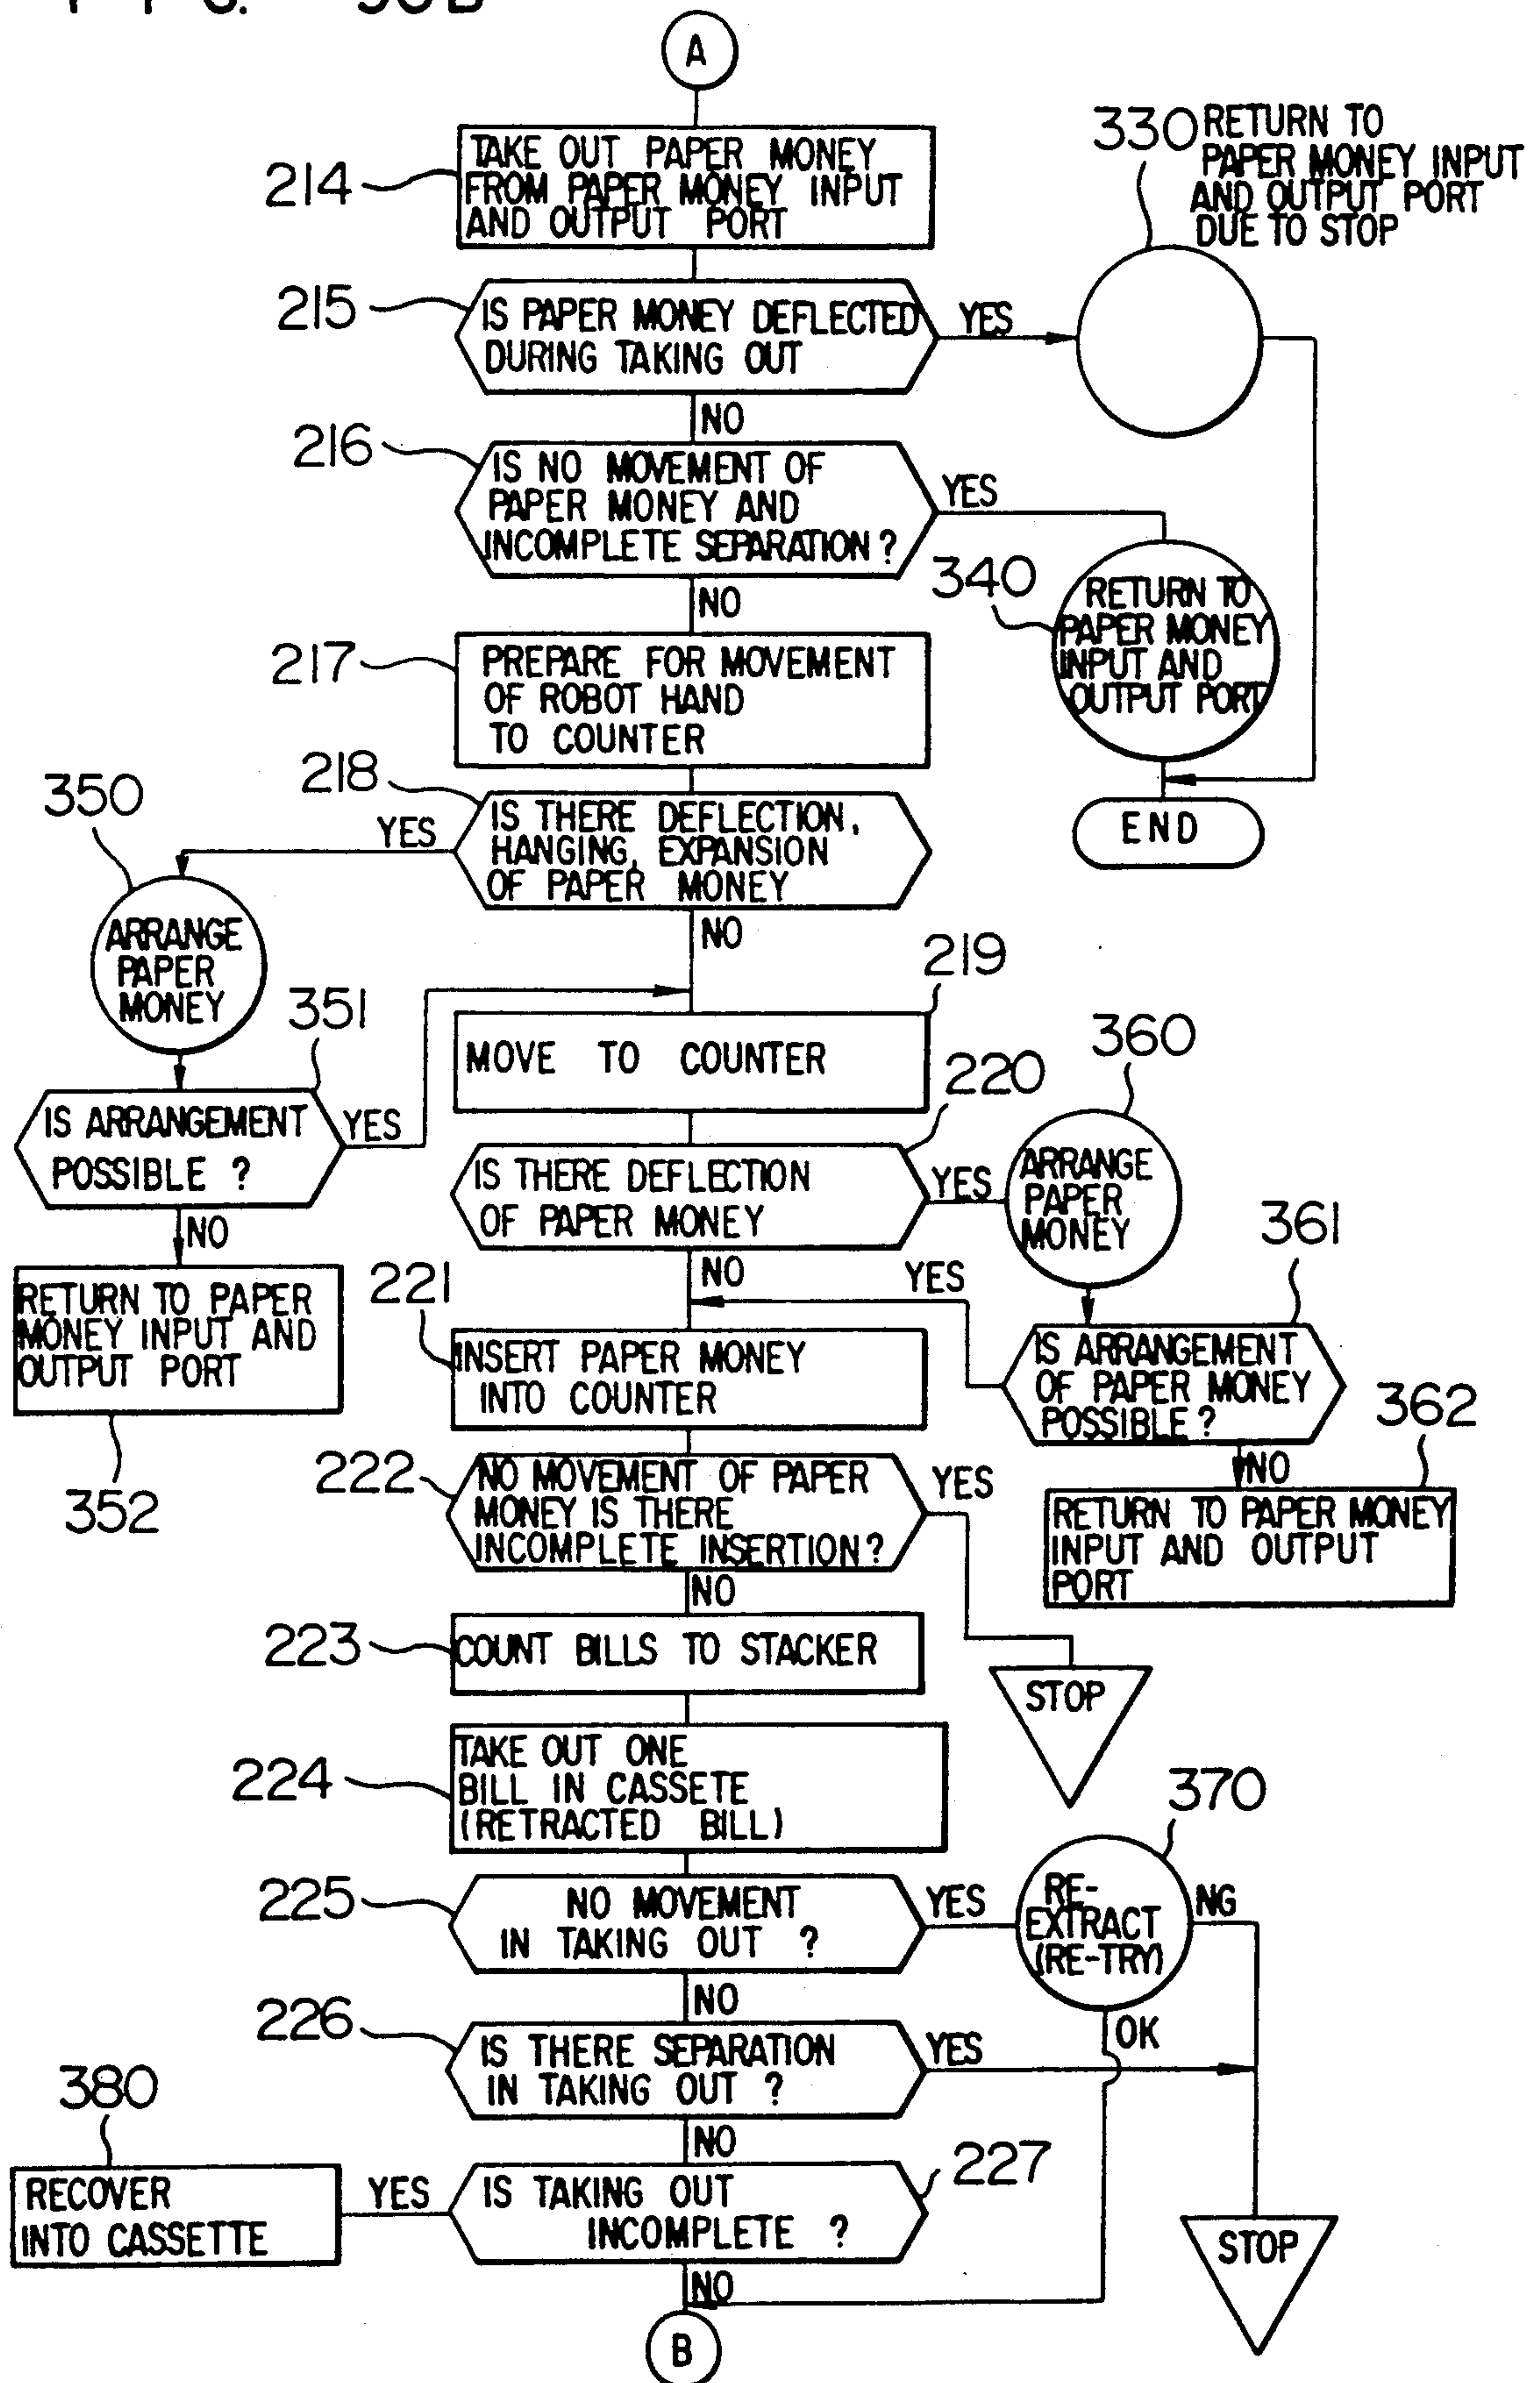 A
TAKE OUT PAPER MONEY
FROM PAPER MONEY INPUT
AND OUTPUT PORT
214
330
RETURN TO
PAPER MONEY INPUT
AND OUTPUT PORT
DUE TO STOP
215
IS PAPER MONEY DEFLECTED
DURING TAKING OUT
YES
NO
216
IS NO MOVEMENT OF
PAPER MONEY AND
INCOMPLETE SEPARATION ?
YES
NO
340
RETURN TO
PAPER MONEY
INPUT AND
OUTPUT PORT
217
PREPARE FOR MOVEMENT
OF ROBOT HAND
TO COUNTER
END
218
IS THERE DEFLECTION,
HANGING, EXPANSION
OF PAPER MONEY
YES
NO
350
ARRANGE
PAPER
MONEY
351
IS ARRANGEMENT
POSSIBLE ?
YES
NO
RETURN TO PAPER
MONEY INPUT AND
OUTPUT PORT
352
219
MOVE TO COUNTER
220
IS THERE DEFLECTION
OF PAPER MONEY
YES
NO
360
ARRANGE
PAPER
MONEY
361
IS ARRANGEMENT
OF PAPER MONEY
POSSIBLE ?
YES
NO
362
RETURN TO PAPER MONEY
INPUT AND OUTPUT
PORT
221
INSERT PAPER MONEY
INTO COUNTER
222
NO MOVEMENT OF PAPER
MONEY IS THERE
INCOMPLETE INSERTION ?
YES
NO
STOP
223
COUNT BILLS TO STACKER
224
TAKE OUT ONE
BILL IN CASSETE
(RETRACTED BILL)
225
NO MOVEMENT
IN TAKING OUT ?
YES
NO
370
RE-
EXTRACT
(RE-TRY)
NG
OK
226
IS THERE SEPARATION
IN TAKING OUT ?
YES
NO
STOP
227
IS TAKING OUT
INCOMPLETE ?
YES
NO
380
RECOVER
INTO CASSETTE
B